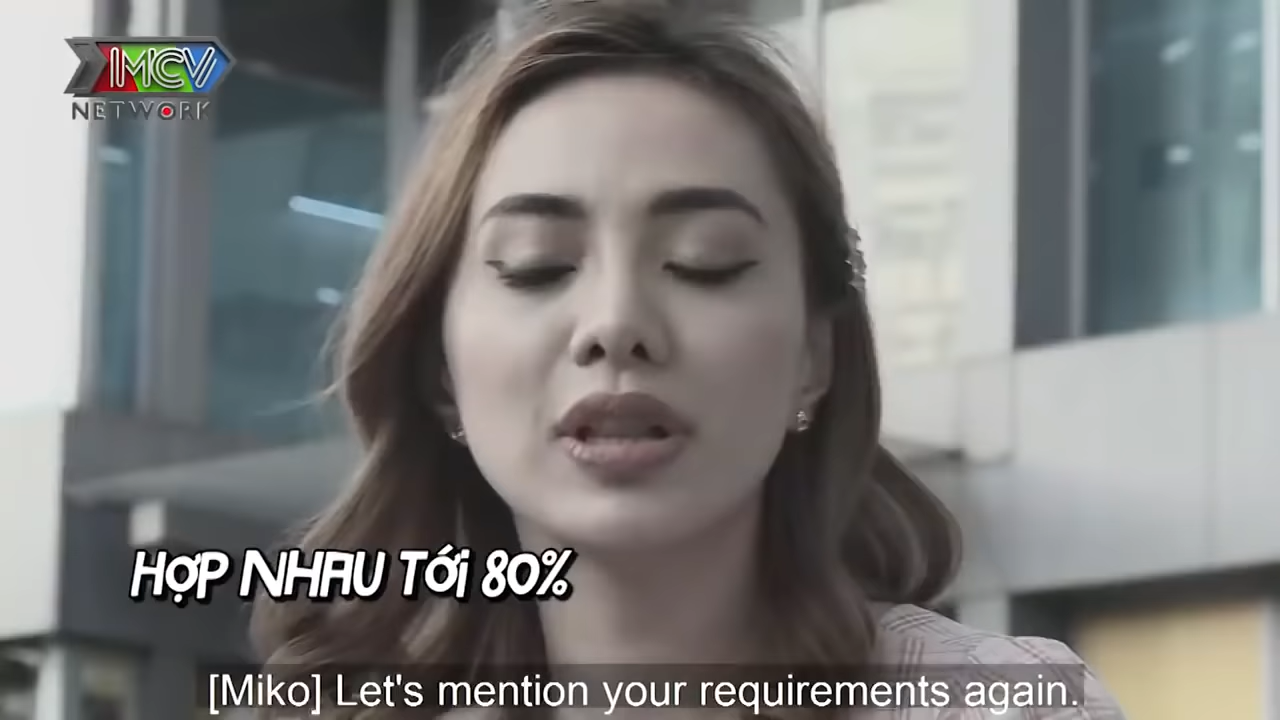 MCV
NETWORK
HỢP NHAU TỚI 80%
[Miko] Let's mention your requirements again.